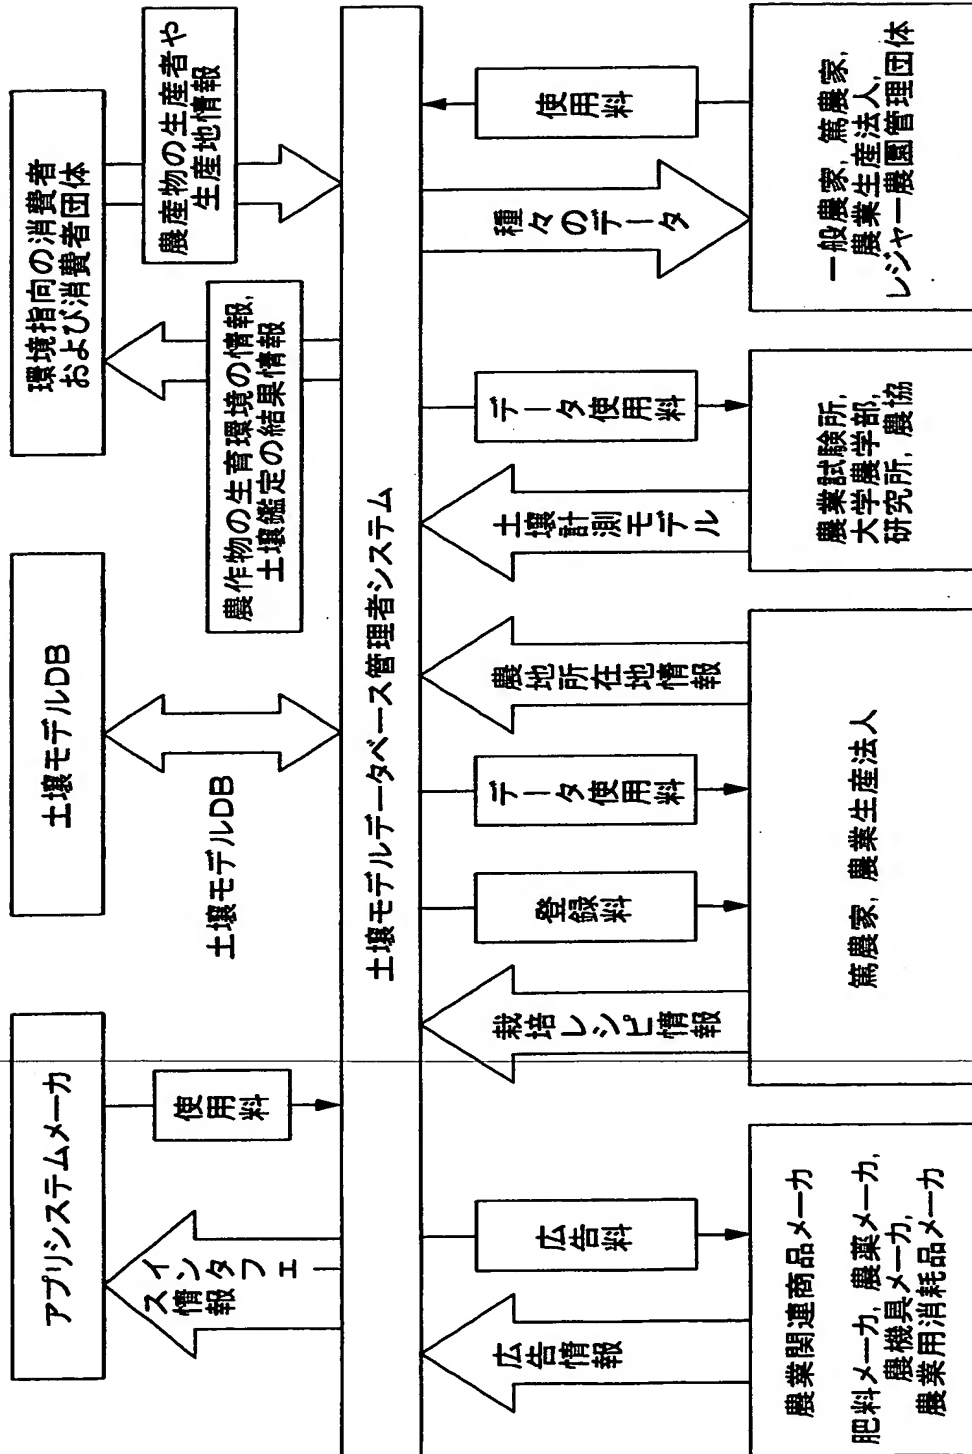 アプリシステムメーカ
土壌モデルDB
環境指向の消費者
および消費者団体
インタフェース
情報
使用料
土壌モデルDB
農作物の生育環境の情報,
土壌鑑定の結果情報
農産物の生産者や
生産地情報
土壌モデルデータベース管理者システム
広告情報
広告料
栽培レシピ情報
登録料
データ使用料
農地所在地情報
土壌計測モデル
データ使用料
種々のデータ
使用料
農業関連商品メーカ
肥料メーカ, 農薬メーカ,
農機具メーカ,
農業用消耗品メーカ
篤農家, 農業生産法人
農業試験所,
大学農学部,
研究所, 農協
一般農家, 篤農家,
農業生産法人,
レジャー農園管理団体